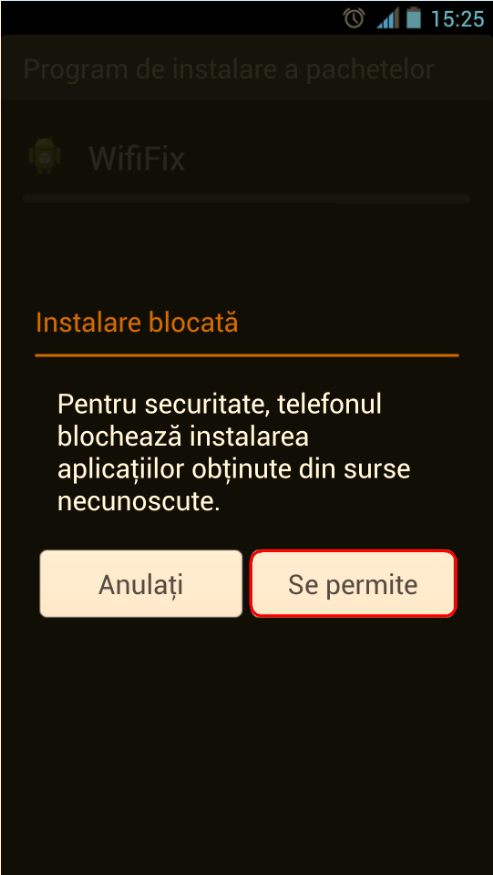 15:25
Program de instalare a pachetelor
WifiFix
Instalare blocată
Pentru securitate, telefonul
blochează instalarea
aplicațiilor obținute din surse
necunoscute.
Anulați
Se permite